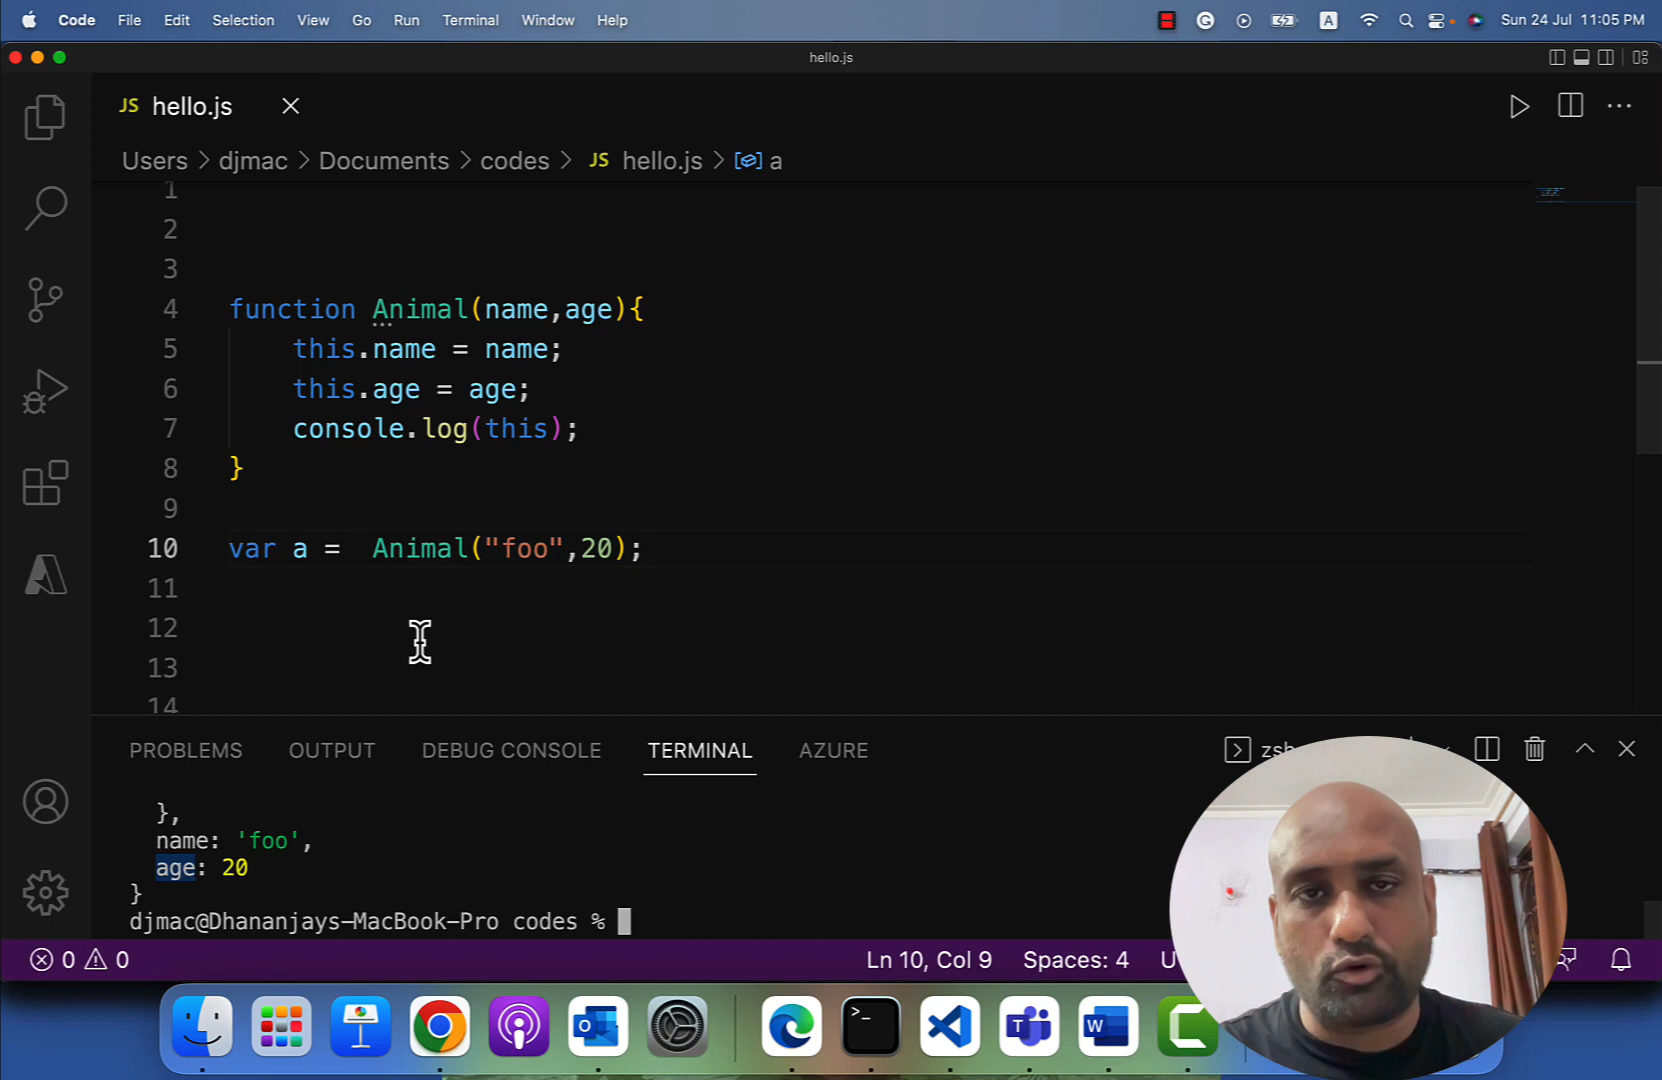 Code File Edit Selection View Go Run Terminal Window Help A Sun 24 Jul 11:05 PM
hello.js
JS hello.js
Users > djmac > Documents > codes > JS hello.js > a
1
2
3
4 function Animal(name,age){
5 this.name = name;
6 this.age = age;
7 console.log(this);
8 }
9
10 var a =  Animal("foo",20);
11
12
13
14
PROBLEMS OUTPUT DEBUG CONSOLE TERMINAL AZURE
},
name: 'foo',
age: 20
}
djmac@Dhananjays-MacBook-Pro codes %
0 0 Ln 10, Col 9 Spaces: 4